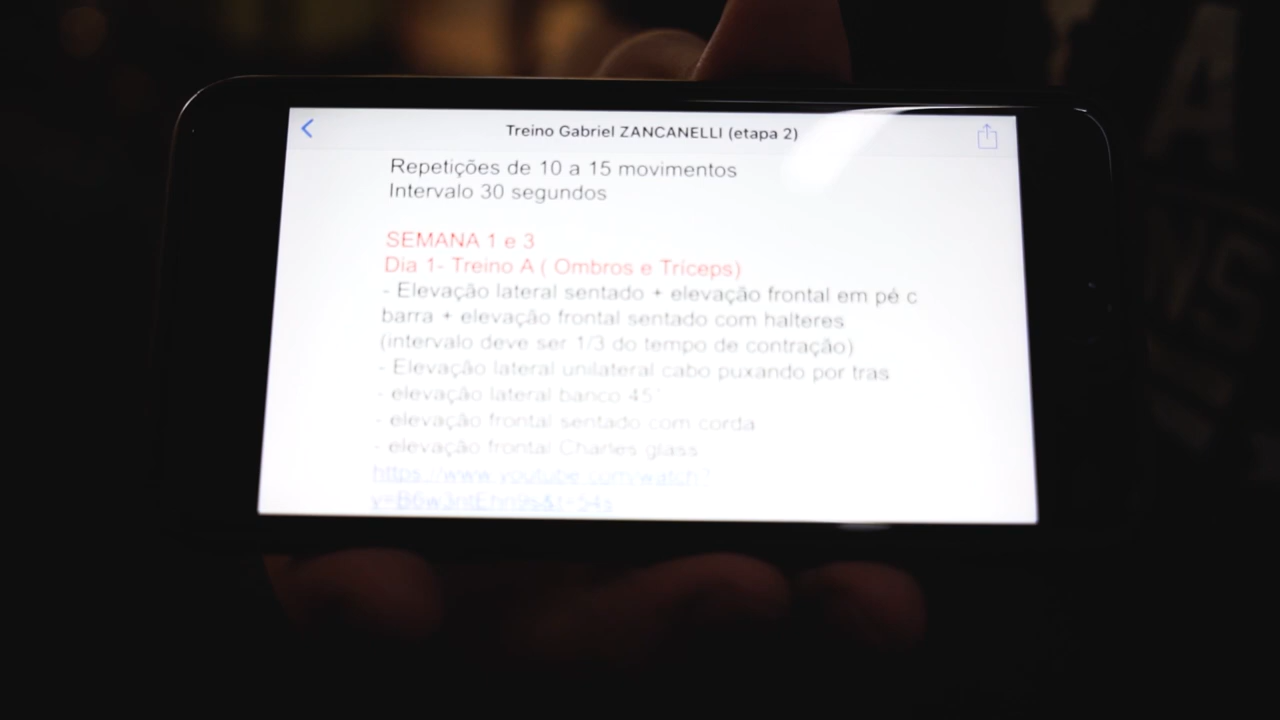 Treino Gabriel ZANCANELLI (etapa 2)
Repetições de 10 a 15 movimentos
Intervalo 30 segundos
SEMANA 1 e 3
Dia 1- Treino A ( Ombros e Tríceps)
- Elevação lateral sentado + elevação frontal em pé c
barra + elevação frontal sentado com halteres
(intervalo deve ser 1/3 do tempo de contração)
- Elevação lateral unilateral cabo puxando por tras
- elevação lateral banco 45°
- elevação frontal sentado com corda
- elevação frontal Charles glass
https://www.youtube.com/watch?